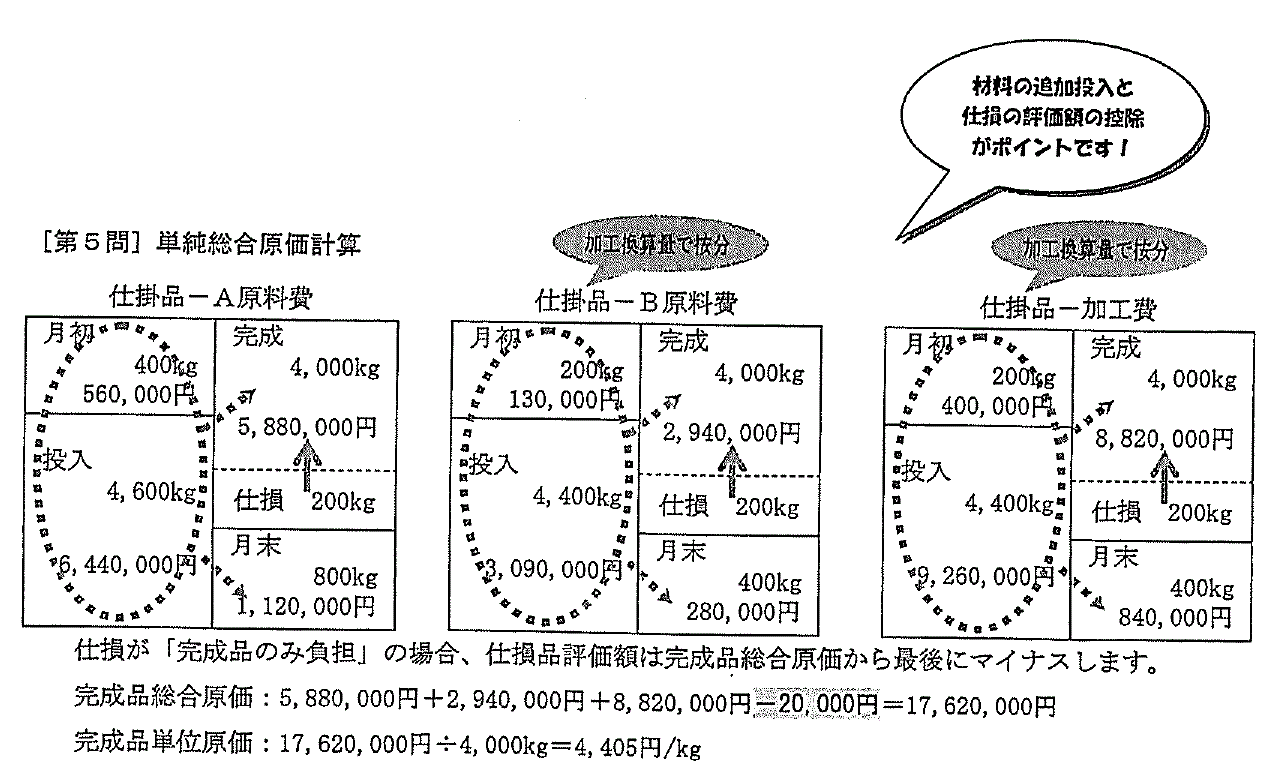 材料の追加投入と
仕損の評価額の控除
がポイントです！
［第５問］単純総合原価計算
加工換算量で按分
加工換算量で按分
仕掛品－Ａ原料費
月初
400kg
560,000円
投入
4,600kg
6,440,000円
完成
4,000kg
5,880,000円
仕損 200kg
月末
800kg
1,120,000円
仕掛品－Ｂ原料費
月初
200kg
130,000円
投入
4,400kg
3,090,000円
完成
4,000kg
2,940,000円
仕損 200kg
月末
400kg
280,000円
仕掛品－加工費
月初
200kg
400,000円
投入
4,400kg
9,260,000円
完成
4,000kg
8,820,000円
仕損 200kg
月末
400kg
840,000円
仕損が「完成品のみ負担」の場合、仕損品評価額は完成品総合原価から最後にマイナスします。
完成品総合原価：5,880,000円＋2,940,000円＋8,820,000円－20,000円＝17,620,000円
完成品単位原価：17,620,000円÷4,000kg＝4,405円/kg